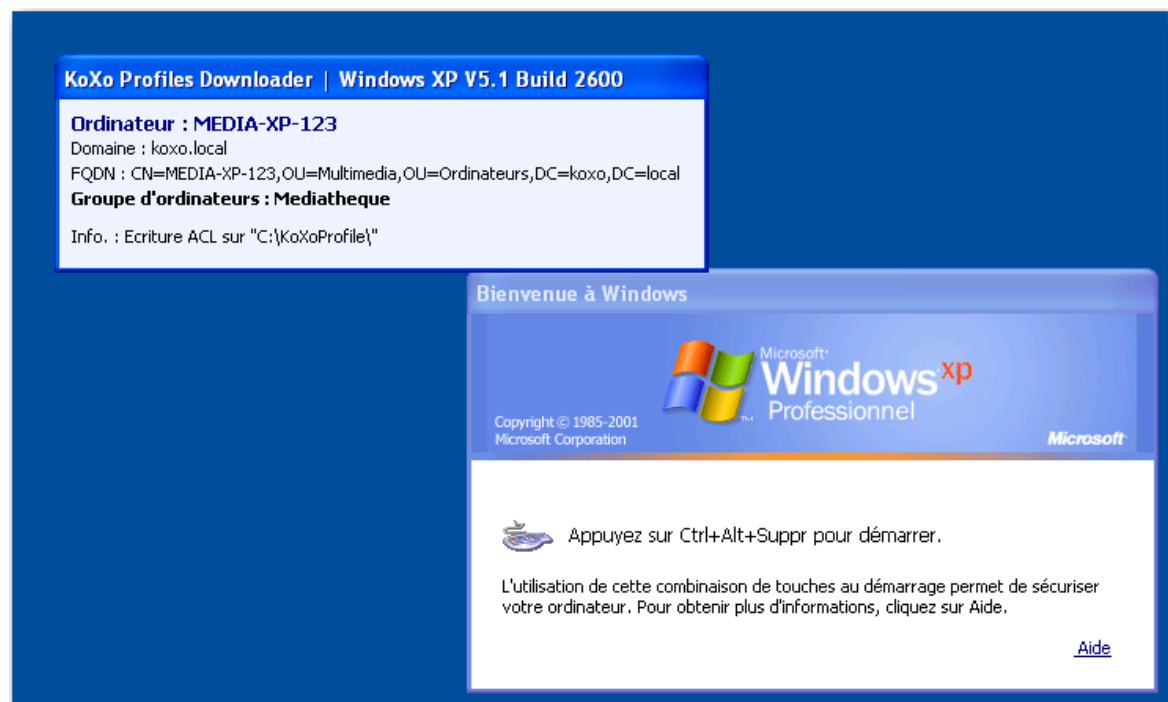 KoXo Profiles Downloader | Windows XP V5.1 Build 2600
Ordinateur : MEDIA-XP-123
Domaine : koxo.local
FQDN : CN=MEDIA-XP-123,OU=Multimedia,OU=Ordinateurs,DC=koxo,DC=local
Groupe d'ordinateurs : Mediatheque
Info. : Ecriture ACL sur "C:\KoXoProfile\"
Bienvenue à Windows
Microsoft
Windows xp
Professionnel
Copyright © 1985-2001
Microsoft Corporation
Microsoft
Appuyez sur Ctrl+Alt+Suppr pour démarrer.
L'utilisation de cette combinaison de touches au démarrage permet de sécuriser
votre ordinateur. Pour obtenir plus d'informations, cliquez sur Aide.
Aide